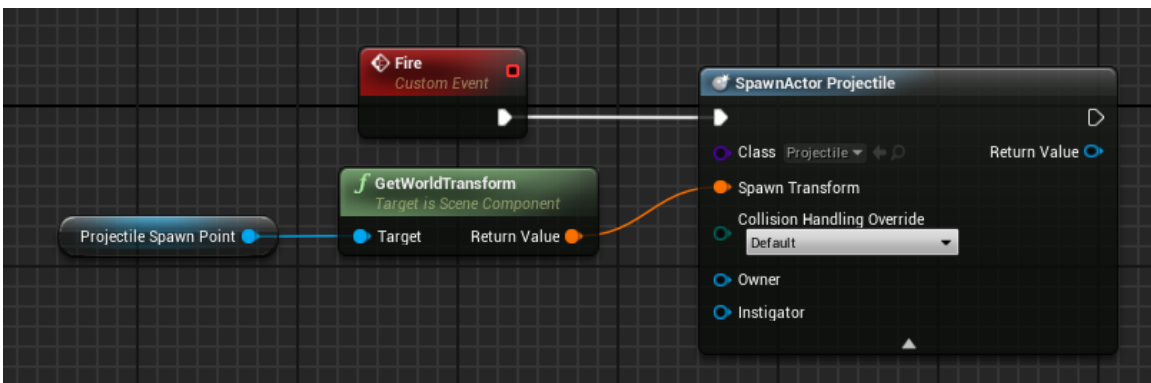 Fire
Custom Event
SpawnActor Projectile
Class Projectile
Return Value
Spawn Transform
Collision Handling Override
Default
Owner
Instigator
GetWorldTransform
Target is Scene Component
Target
Return Value
Projectile Spawn Point